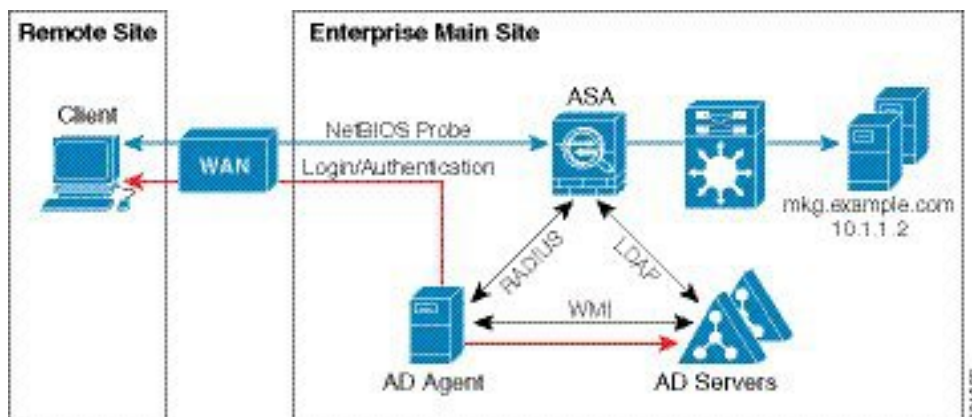 Remote Site
Enterprise Main Site
Client
ASA
NetBIOS Probe
WAN
Login/Authentication
mkg.example.com
10.1.1.2
RADIUS
LDAP
WMI
AD Agent
AD Servers